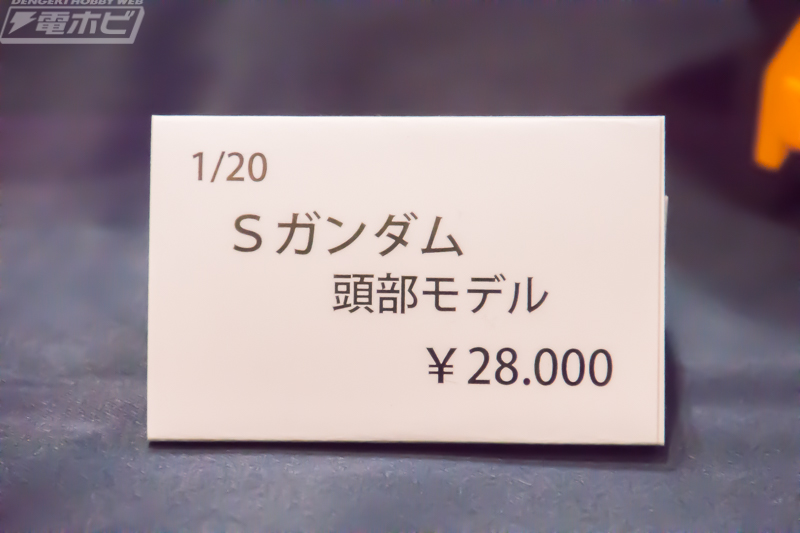 DENGEKI HOBBY WEB
電ホビ
1/20
Sガンダム
頭部モデル
¥28.000